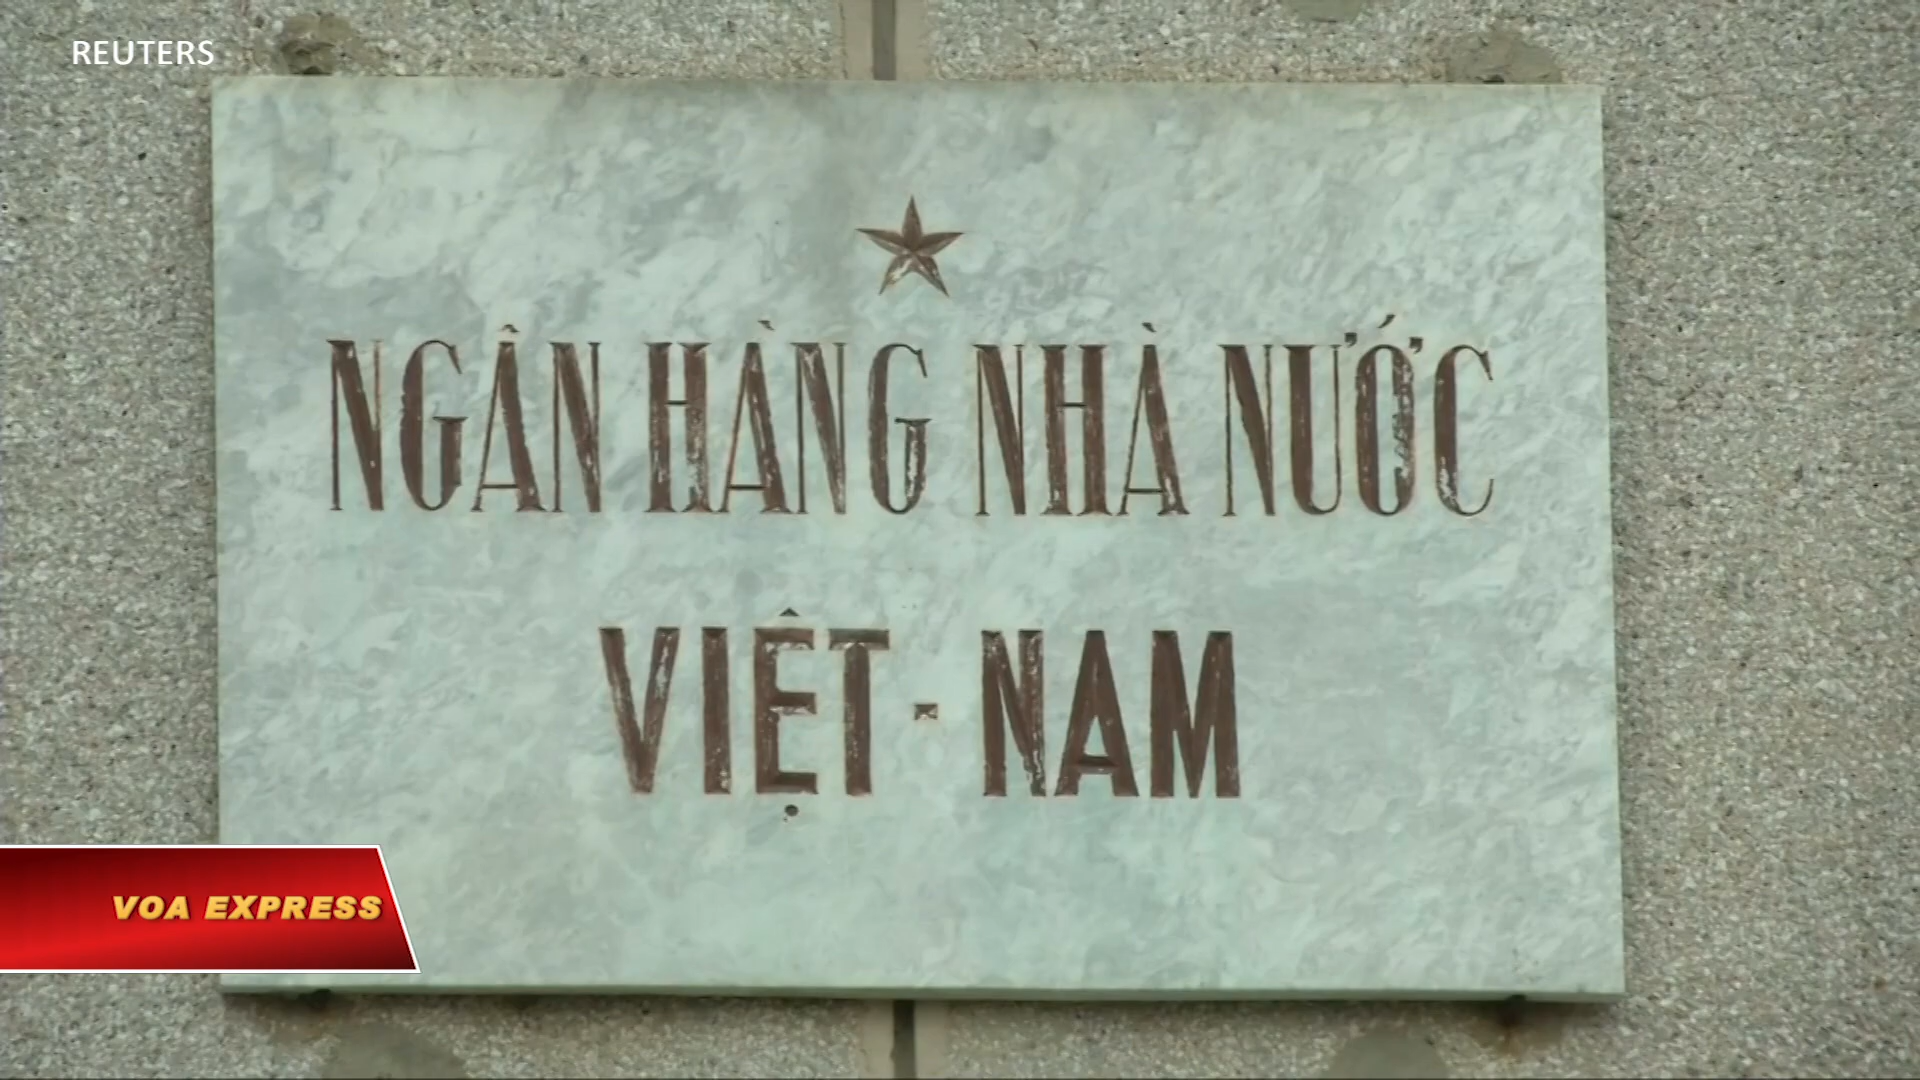 REUTERS
NGÂN HÀNG NHÀ NƯỚC
VIỆT - NAM
VOA EXPRESS